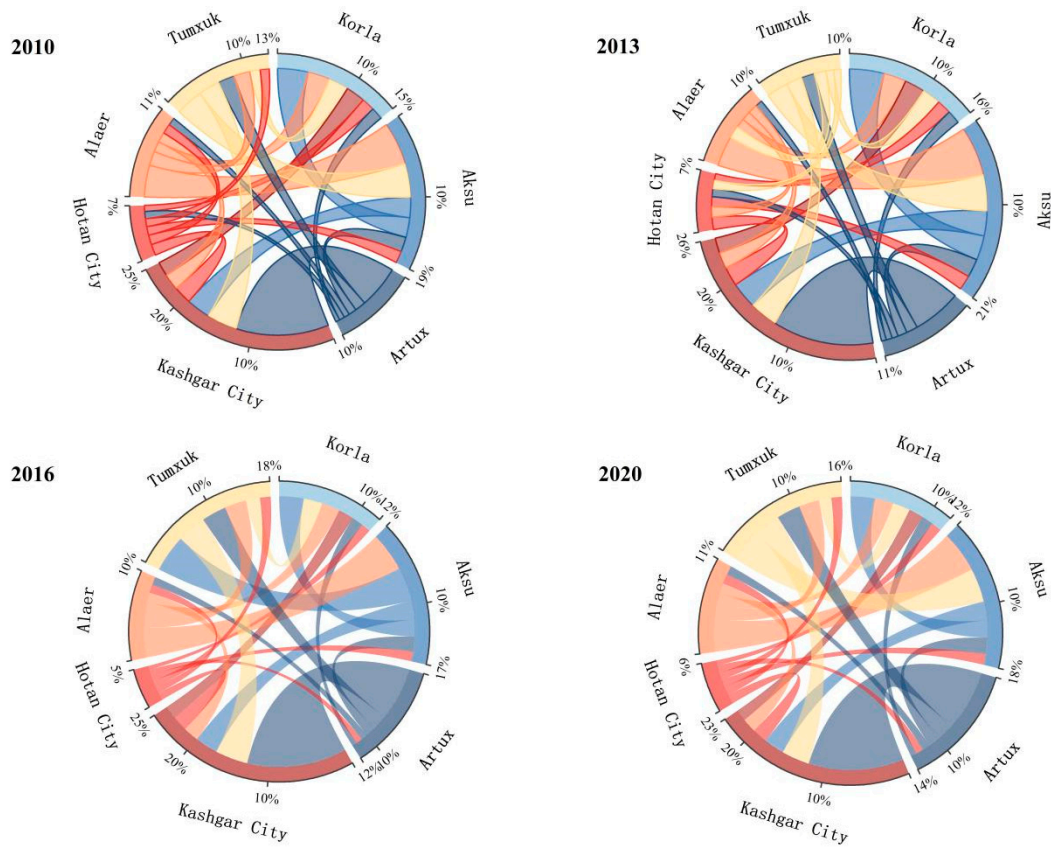 2010
Tumxuk
Korla
10%
13%
10%
15%
11%
Alaer
Aksu
10%
7%
Hotan City
25%
19%
20%
Artux
10%
10%
Kashgar City
2013
Tumxuk
Korla
10%
10%
10%
16%
Alaer
Aksu
10%
7%
Hotan City
26%
21%
20%
Artux
10%
11%
Kashgar City
2016
Tumxuk
Korla
18%
10%
10%
12%
10%
Aksu
Alaer
10%
5%
Hotan City
17%
25%
Artux
20%
10%
12%
10%
Kashgar City
2020
Tumxuk
Korla
16%
10%
10%
12%
11%
Aksu
Alaer
10%
6%
Hotan City
18%
23%
Artux
20%
10%
14%
10%
Kashgar City